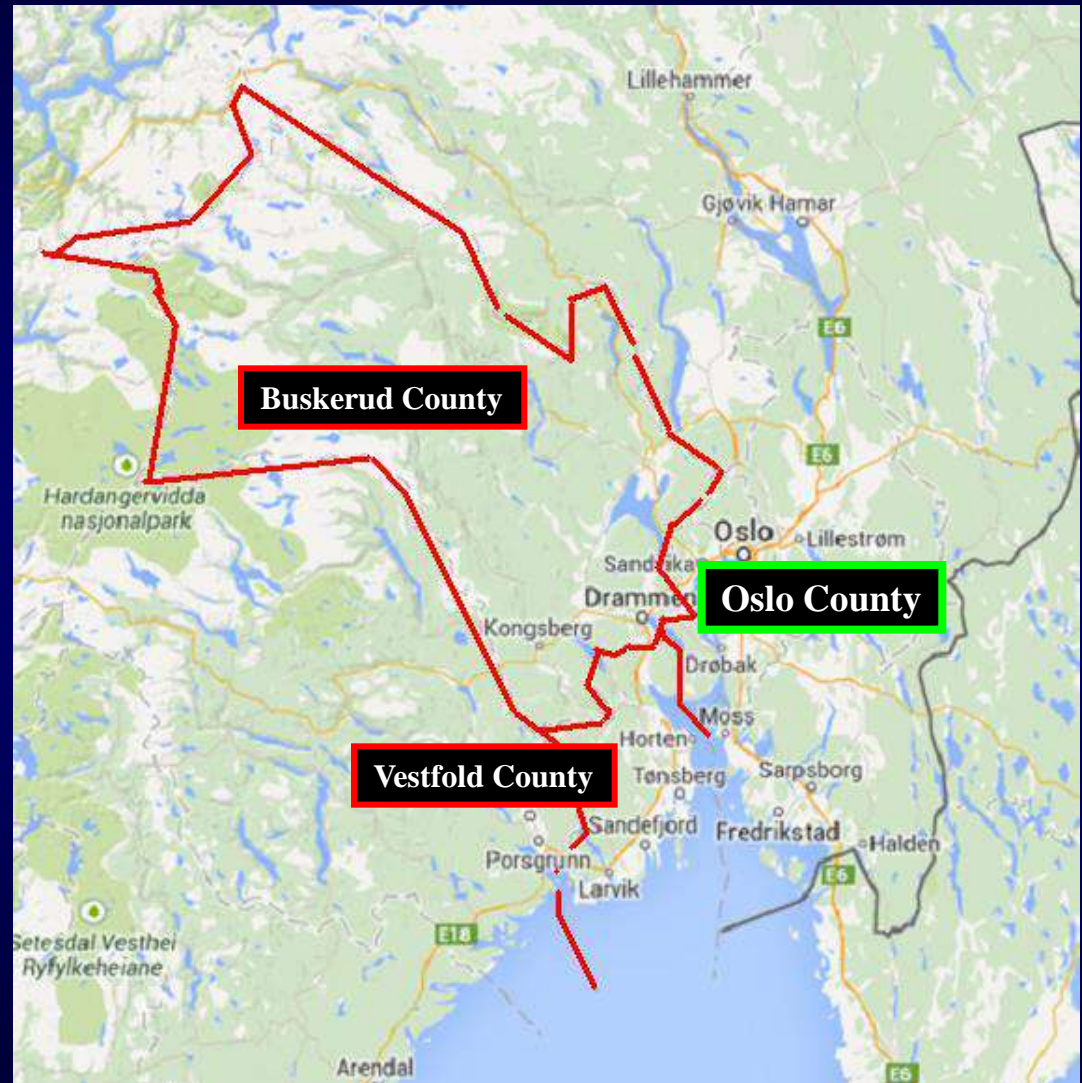 Lillehammer
Gjøvik Hamar
E6
Buskerud County
E6
Hardangervidda
nasjonalpark
Oslo
Lillestrøm
Drammen
Oslo County
Kongsberg
Drøbak
Moss
Horten
Vestfold County
Tønsberg
Sarpsborg
Sandefjord
Fredrikstad
Halden
Porsgrunn
E6
Larvik
E18
Setesdal Vesthei
Ryfylkeheiane
Arendal
E6